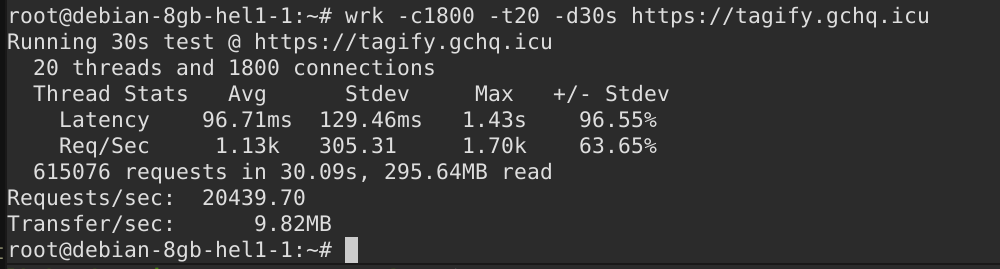 root@debian-8gb-hel1-1:~# wrk -c1800 -t20 -d30s https://tagify.gchq.icu
Running 30s test @ https://tagify.gchq.icu
  20 threads and 1800 connections
  Thread Stats   Avg      Stdev     Max   +/- Stdev
    Latency    96.71ms  129.46ms   1.43s    96.55%
    Req/Sec     1.13k   305.31     1.70k    63.65%
  615076 requests in 30.09s, 295.64MB read
Requests/sec:  20439.70
Transfer/sec:      9.82MB
root@debian-8gb-hel1-1:~#